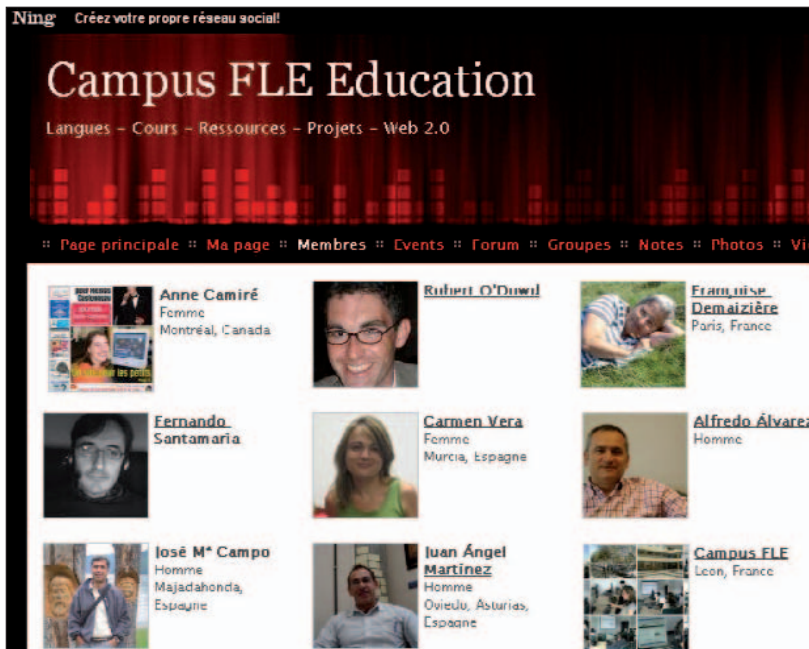 Ning Créez votre propre réseau social!
Campus FLE Education
Langues - Cours - Ressources - Projets - Web 2.0
:: Page principale :: Ma page :: Membres :: Events :: Forum :: Groupes :: Notes :: Photos :: Vi
Anne Camiré
Femme
Montréal, Canada
Robert O'Dowd
Françoise
Demaizière
Paris, France
Fernando
Santamaria
Carmen Vera
Femme
Murcia, Espagne
Alfredo Álvarez
Homme
José Mª Campo
Homme
Majadahonda,
Espagne
Juan Ángel
Martínez
Homme
Oviedo, Asturias,
Espagne
Campus FLE
Leon, France